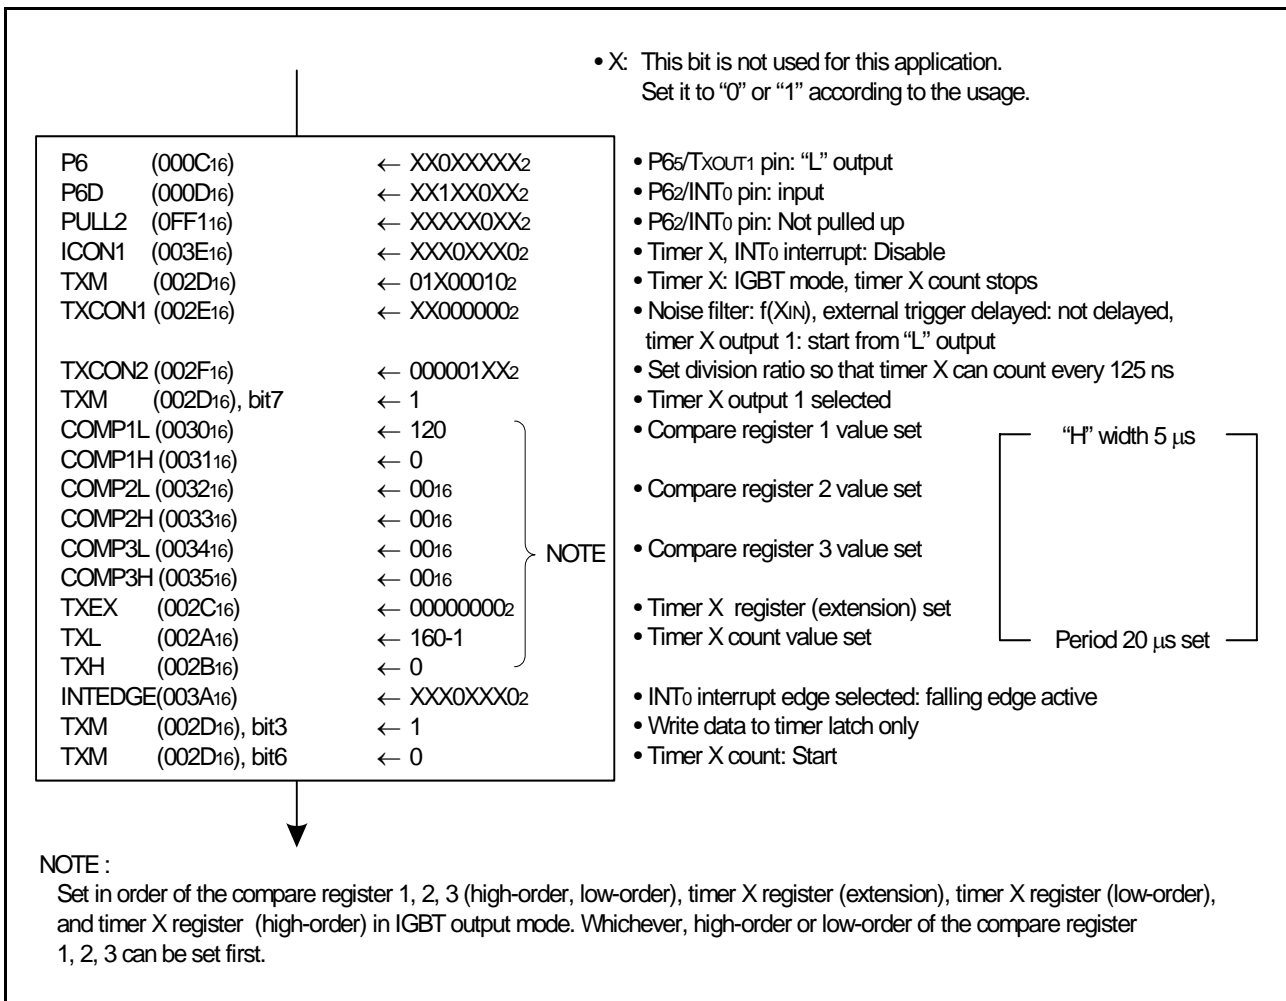 • X: This bit is not used for this application.
Set it to “0” or “1” according to the usage.
P6 (000C16) ← XX0XXXXX2 • P65/TXOUT1 pin: “L” output
P6D (000D16) ← XX1XX0XX2 • P62/INT0 pin: input
PULL2 (0FF116) ← XXXXX0XX2 • P62/INT0 pin: Not pulled up
ICON1 (003E16) ← XXX0XXX02 • Timer X, INT0 interrupt: Disable
TXM (002D16) ← 01X000102 • Timer X: IGBT mode, timer X count stops
TXCON1 (002E16) ← XX0000002 • Noise filter: f(XIN), external trigger delayed: not delayed,
timer X output 1: start from “L” output
TXCON2 (002F16) ← 000001XX2 • Set division ratio so that timer X can count every 125 ns
TXM (002D16), bit7 ← 1 • Timer X output 1 selected
COMP1L (003016) ← 120 • Compare register 1 value set “H” width 5 µs
COMP1H (003116) ← 0
COMP2L (003216) ← 0016 • Compare register 2 value set
COMP2H (003316) ← 0016
COMP3L (003416) ← 0016 NOTE • Compare register 3 value set
COMP3H (003516) ← 0016
TXEX (002C16) ← 000000002 • Timer X register (extension) set
TXL (002A16) ← 160-1 • Timer X count value set Period 20 µs set
TXH (002B16) ← 0
INTEDGE(003A16) ← XXX0XXX02 • INT0 interrupt edge selected: falling edge active
TXM (002D16), bit3 ← 1 • Write data to timer latch only
TXM (002D16), bit6 ← 0 • Timer X count: Start
NOTE :
Set in order of the compare register 1, 2, 3 (high-order, low-order), timer X register (extension), timer X register (low-order),
and timer X register (high-order) in IGBT output mode. Whichever, high-order or low-order of the compare register
1, 2, 3 can be set first.